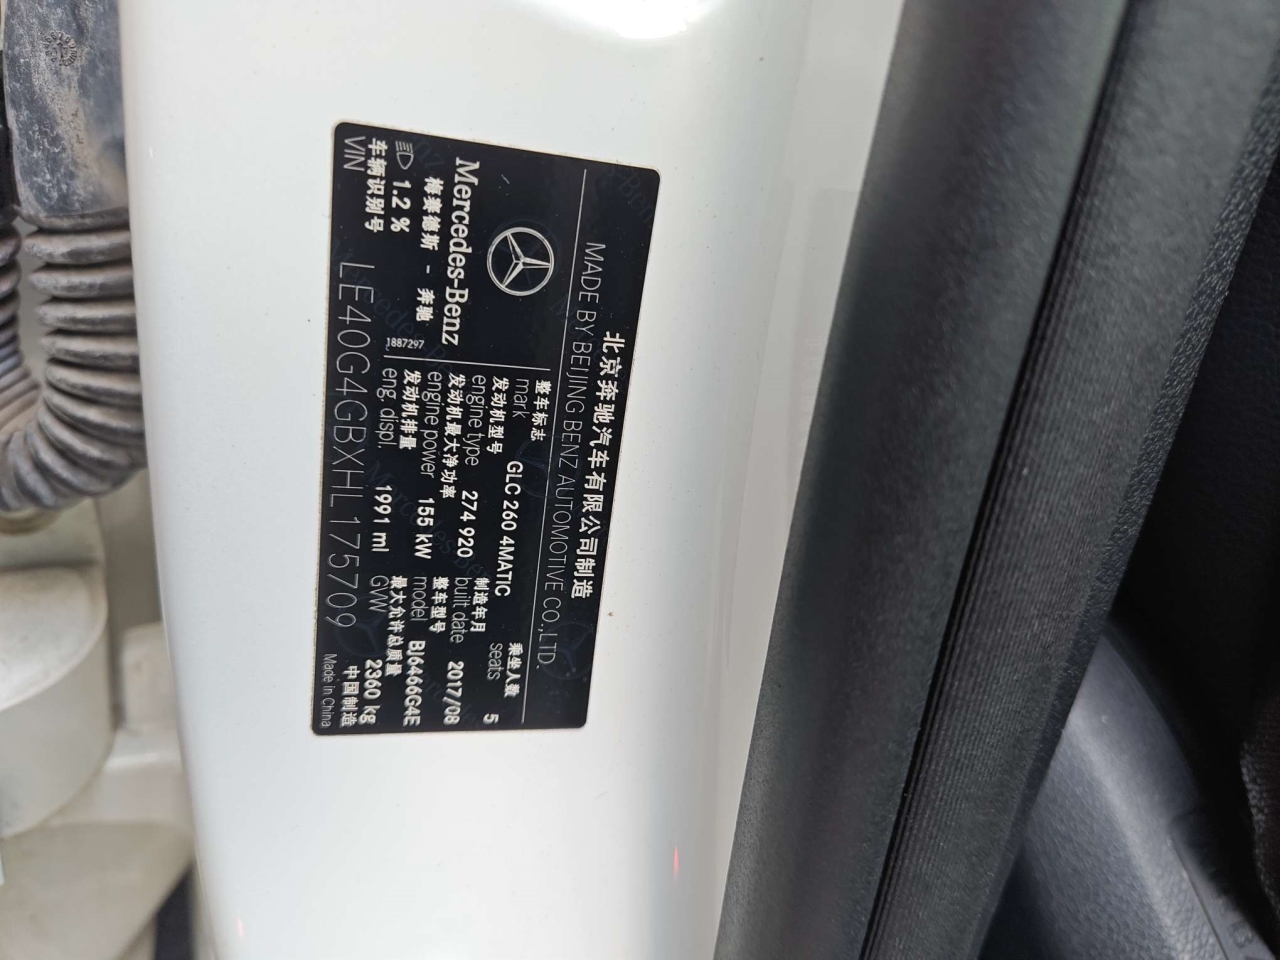 北京奔驰汽车有限公司制造
MADE BY BEIJING BENZ AUTOMOTIVE CO.,LTD.
Mercedes-Benz
梅赛德斯 - 奔驰
1887297
1.2 %
整车标志
mark
GLC 260 4MATIC
乘坐人数
seats
5
发动机型号
engine type
274 920
制造年月
built date
2017/08
发动机最大净功率
engine power
155 kW
整车型号
model
BJ6466G4E
发动机排量
eng. displ.
1991 ml
最大允许总质量
GVW
2360 kg
车辆识别号
VIN
LE40G4GBXHL175709
中国制造
Made in China